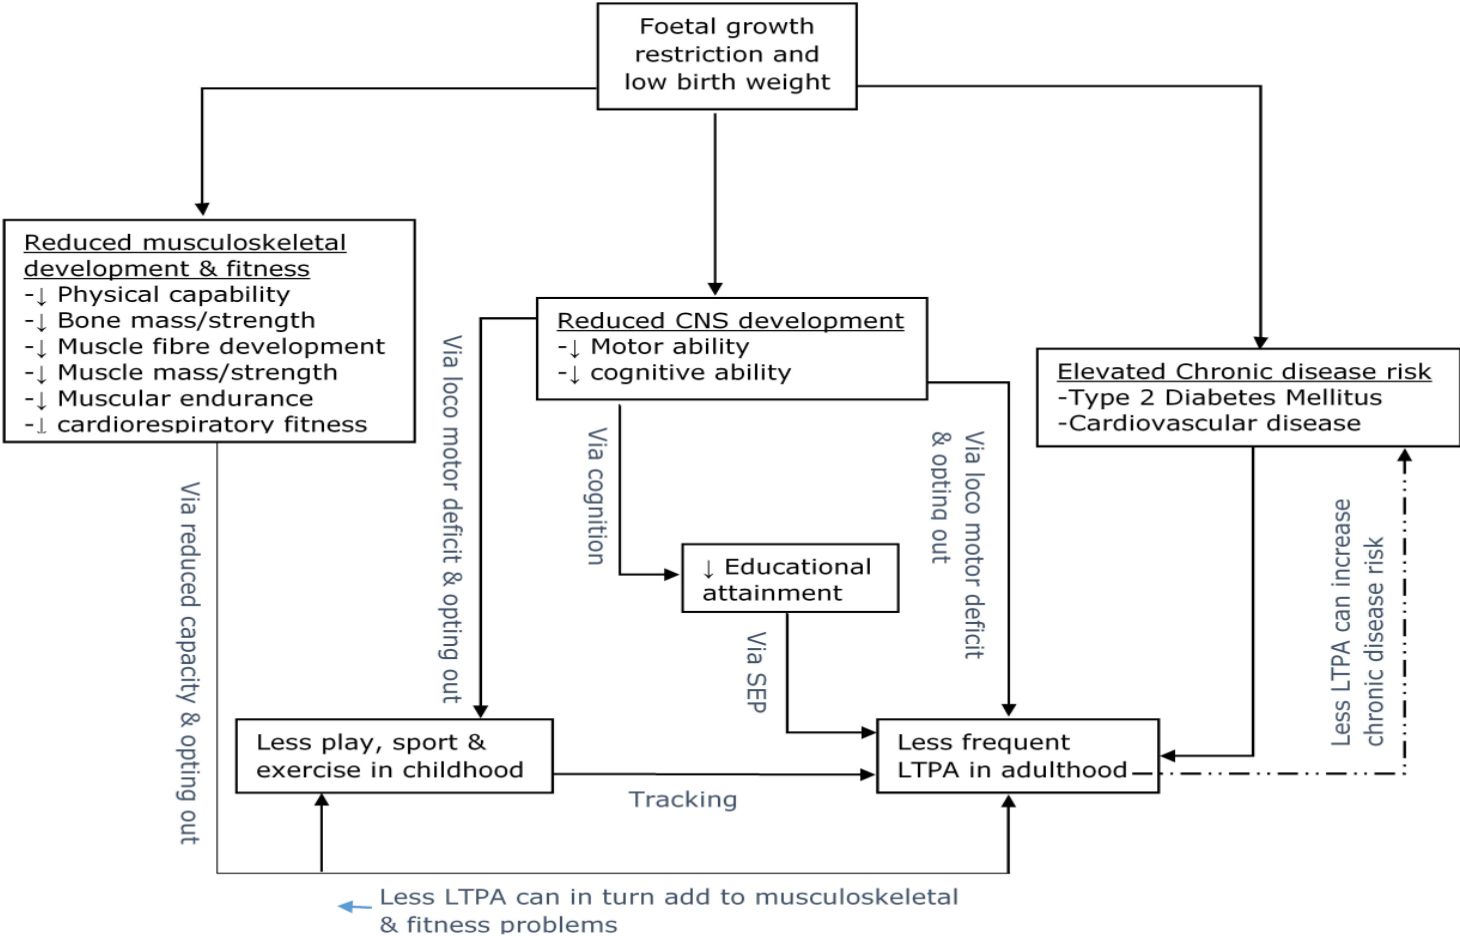 Foetal growth
restriction and
low birth weight
Reduced musculoskeletal
development & fitness
-↓ Physical capability
-↓ Bone mass/strength
-↓ Muscle fibre development
-↓ Muscle mass/strength
-↓ Muscular endurance
-↓ cardiorespiratory fitness
Reduced CNS development
-↓ Motor ability
-↓ cognitive ability
Elevated Chronic disease risk
-Type 2 Diabetes Mellitus
-Cardiovascular disease
Via reduced capacity & opting out
Via loco motor deficit & opting out
Via cognition
Via loco motor deficit
& opting out
↓ Educational
attainment
Via SEP
Less LTPA can increase
chronic disease risk
Less play, sport &
exercise in childhood
Tracking
Less frequent
LTPA in adulthood
Less LTPA can in turn add to musculoskeletal
& fitness problems